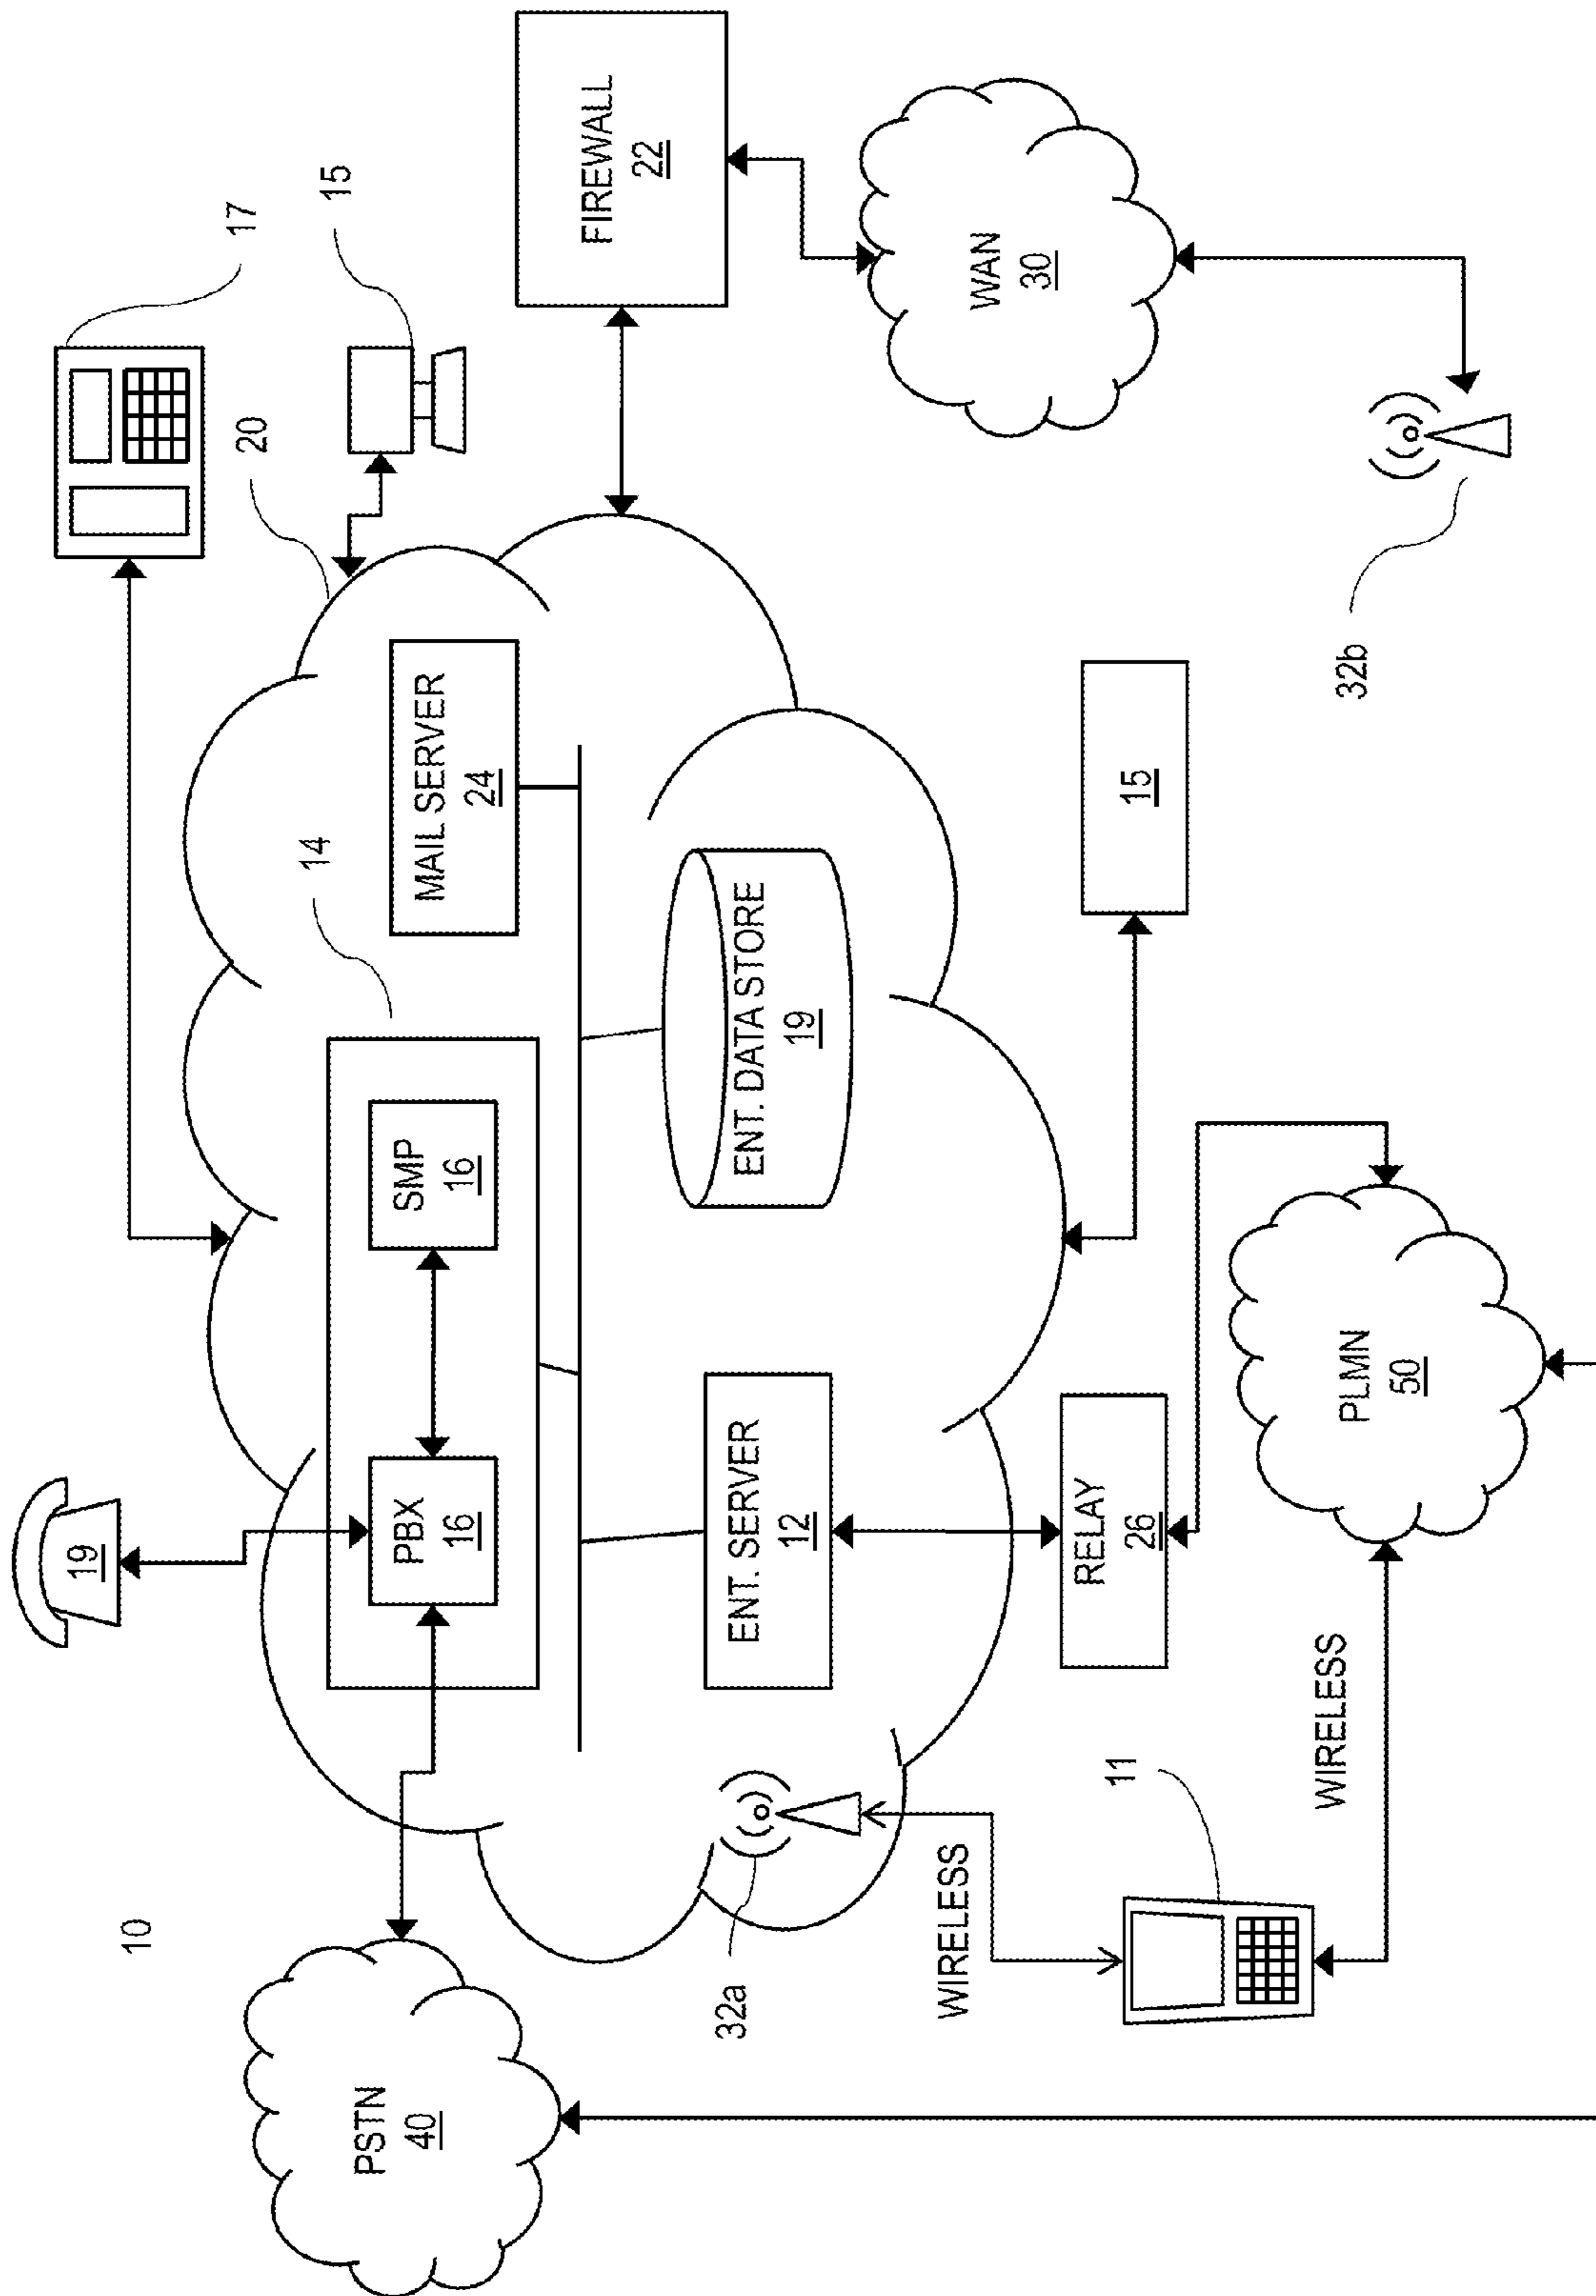 10
19
17
15
20
14
PBX
16
SMP
16
MAIL SERVER
24
FIREWALL
22
PSTN
40
ENT. SERVER
12
ENT. DATA STORE
19
WAN
30
32a
WIRELESS
RELAY
26
15
11
WIRELESS
PLMN
50
32b